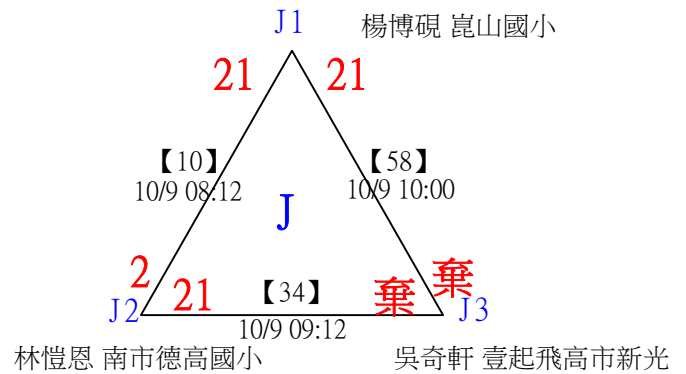 J1
楊博硯 崑山國小
21
21
【10】
10/9 08:12
【58】
10/9 10:00
J
2
21
【34】
10/9 09:12
棄
棄
J2
J3
林愷恩 南市德高國小
吳奇軒 壹起飛高市新光